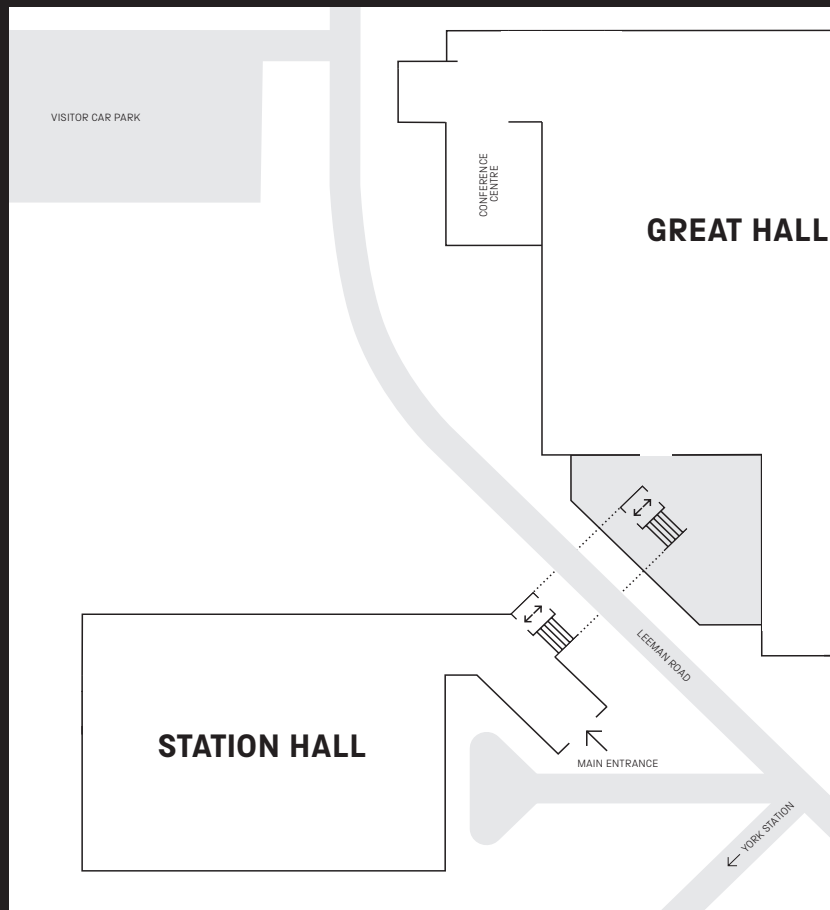 VISITOR CAR PARK
CONFERENCE
CENTRE
GREAT HALL
LEEMAN ROAD
STATION HALL
MAIN ENTRANCE
YORK STATION